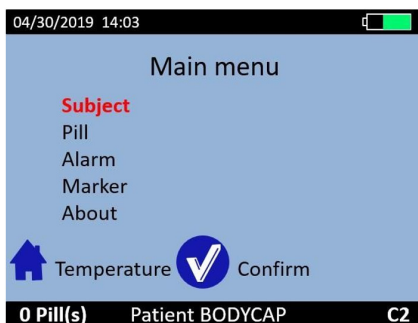 04/30/2019 14:03
Main menu
Subject
Pill
Alarm
Marker
About
Temperature Confirm
0 Pill(s) Patient BODYCAP C2